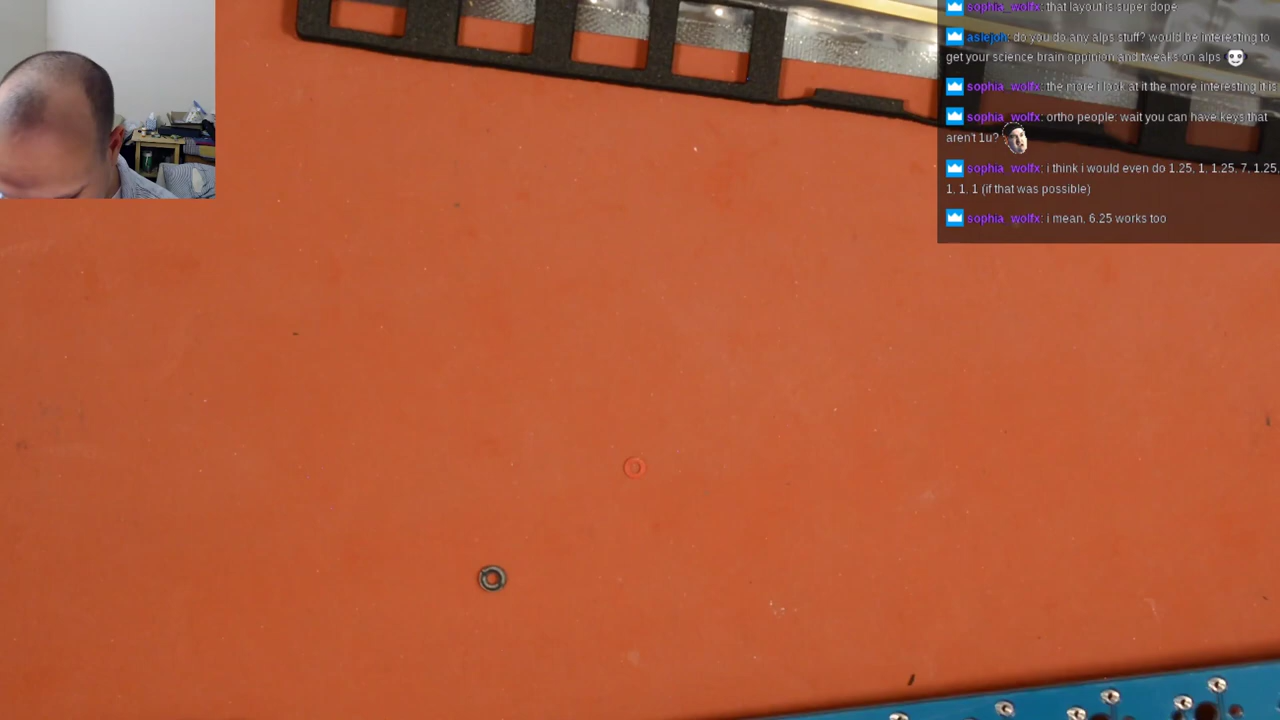 sophia_wolfx: that layout is super dope
aslejoh: do you do any alps stuff? would be interesting to
get your science brain oppinion and tweaks on alps
sophia_wolfx: the more i look at it the more interesting it is
sophia_wolfx: ortho people: wait you can have keys that
aren't 1u?
sophia_wolfx: i think i would even do 1.25, 1, 1.25, 7, 1.25,
1, 1, 1 (if that was possible)
sophia_wolfx: i mean, 6.25 works too